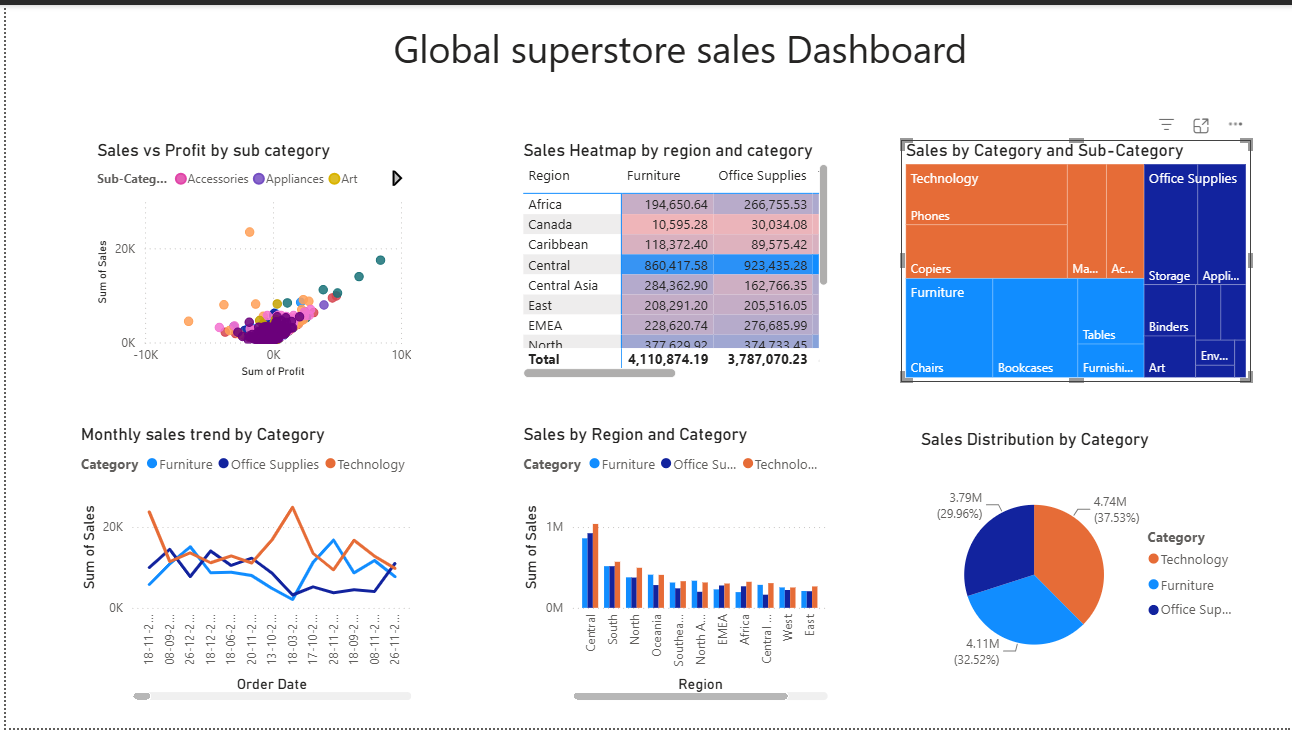 Global superstore sales Dashboard
Sales vs Profit by sub category
Sub-Categ... Accessories Appliances Art
Sum of Sales
20K
0K
-10K 0K 10K
Sum of Profit
Sales Heatmap by region and category
Region Furniture Office Supplies
Africa 194,650.64 266,755.53
Canada 10,595.28 30,034.08
Caribbean 118,372.40 89,575.42
Central 860,417.58 923,435.28
Central Asia 284,362.90 162,766.35
East 208,291.20 205,516.05
EMEA 228,620.74 276,685.99
North 377,629.92 374,733.45
Total 4,110,874.19 3,787,070.23
Sales by Category and Sub-Category
Technology
Phones
Copiers
Ma...
Ac...
Furniture
Chairs
Bookcases
Tables
Furnishi...
Office Supplies
Storage
Appli...
Binders
Art
Env...
Monthly sales trend by Category
Category Furniture Office Supplies Technology
Sum of Sales
20K
0K
18-11-2...
08-09-2...
26-12-2...
18-12-2...
18-06-2...
20-11-2...
13-10-2...
18-03-2...
17-10-2...
28-11-2...
18-09-2...
08-11-2...
26-11-2...
Order Date
Sales by Region and Category
Category Furniture Office Su... Technolo...
Sum of Sales
1M
0M
Central
South
North
Oceania
Southea...
North A...
EMEA
Africa
Central ...
West
East
Region
Sales Distribution by Category
3.79M
(29.96%)
4.74M
(37.53%)
4.11M
(32.52%)
Category
Technology
Furniture
Office Sup...